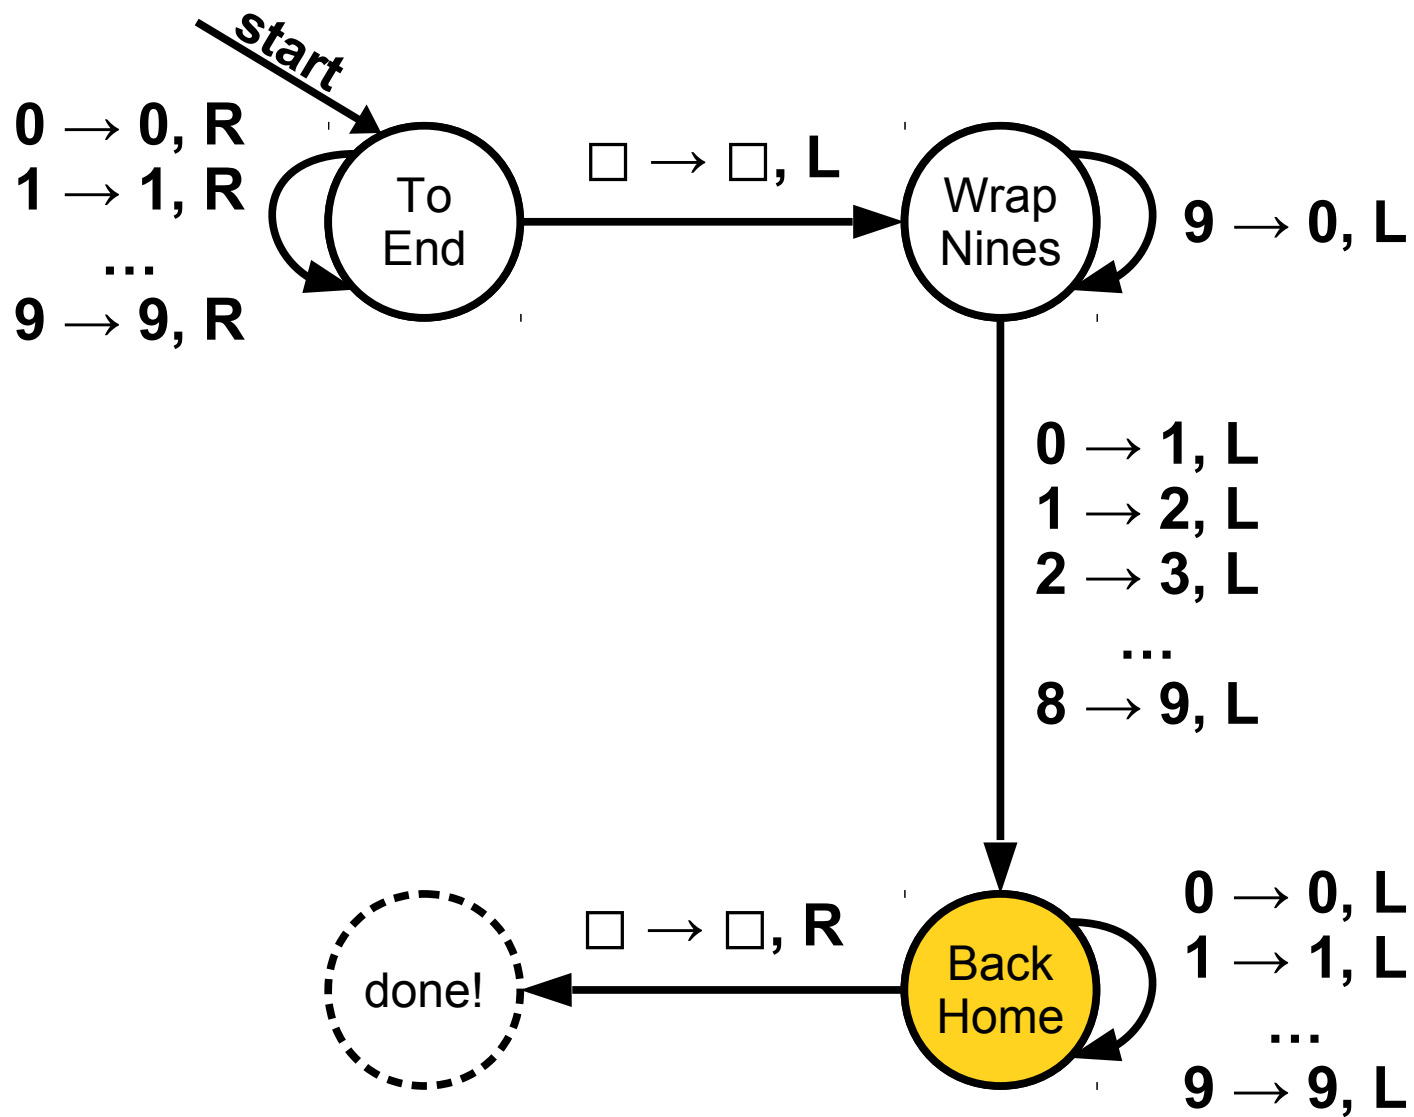 start
0 → 0, R
1 → 1, R
...
9 → 9, R
To
End
□ → □, L
Wrap
Nines
9 → 0, L
0 → 1, L
1 → 2, L
2 → 3, L
...
8 → 9, L
done!
□ → □, R
Back
Home
0 → 0, L
1 → 1, L
...
9 → 9, L